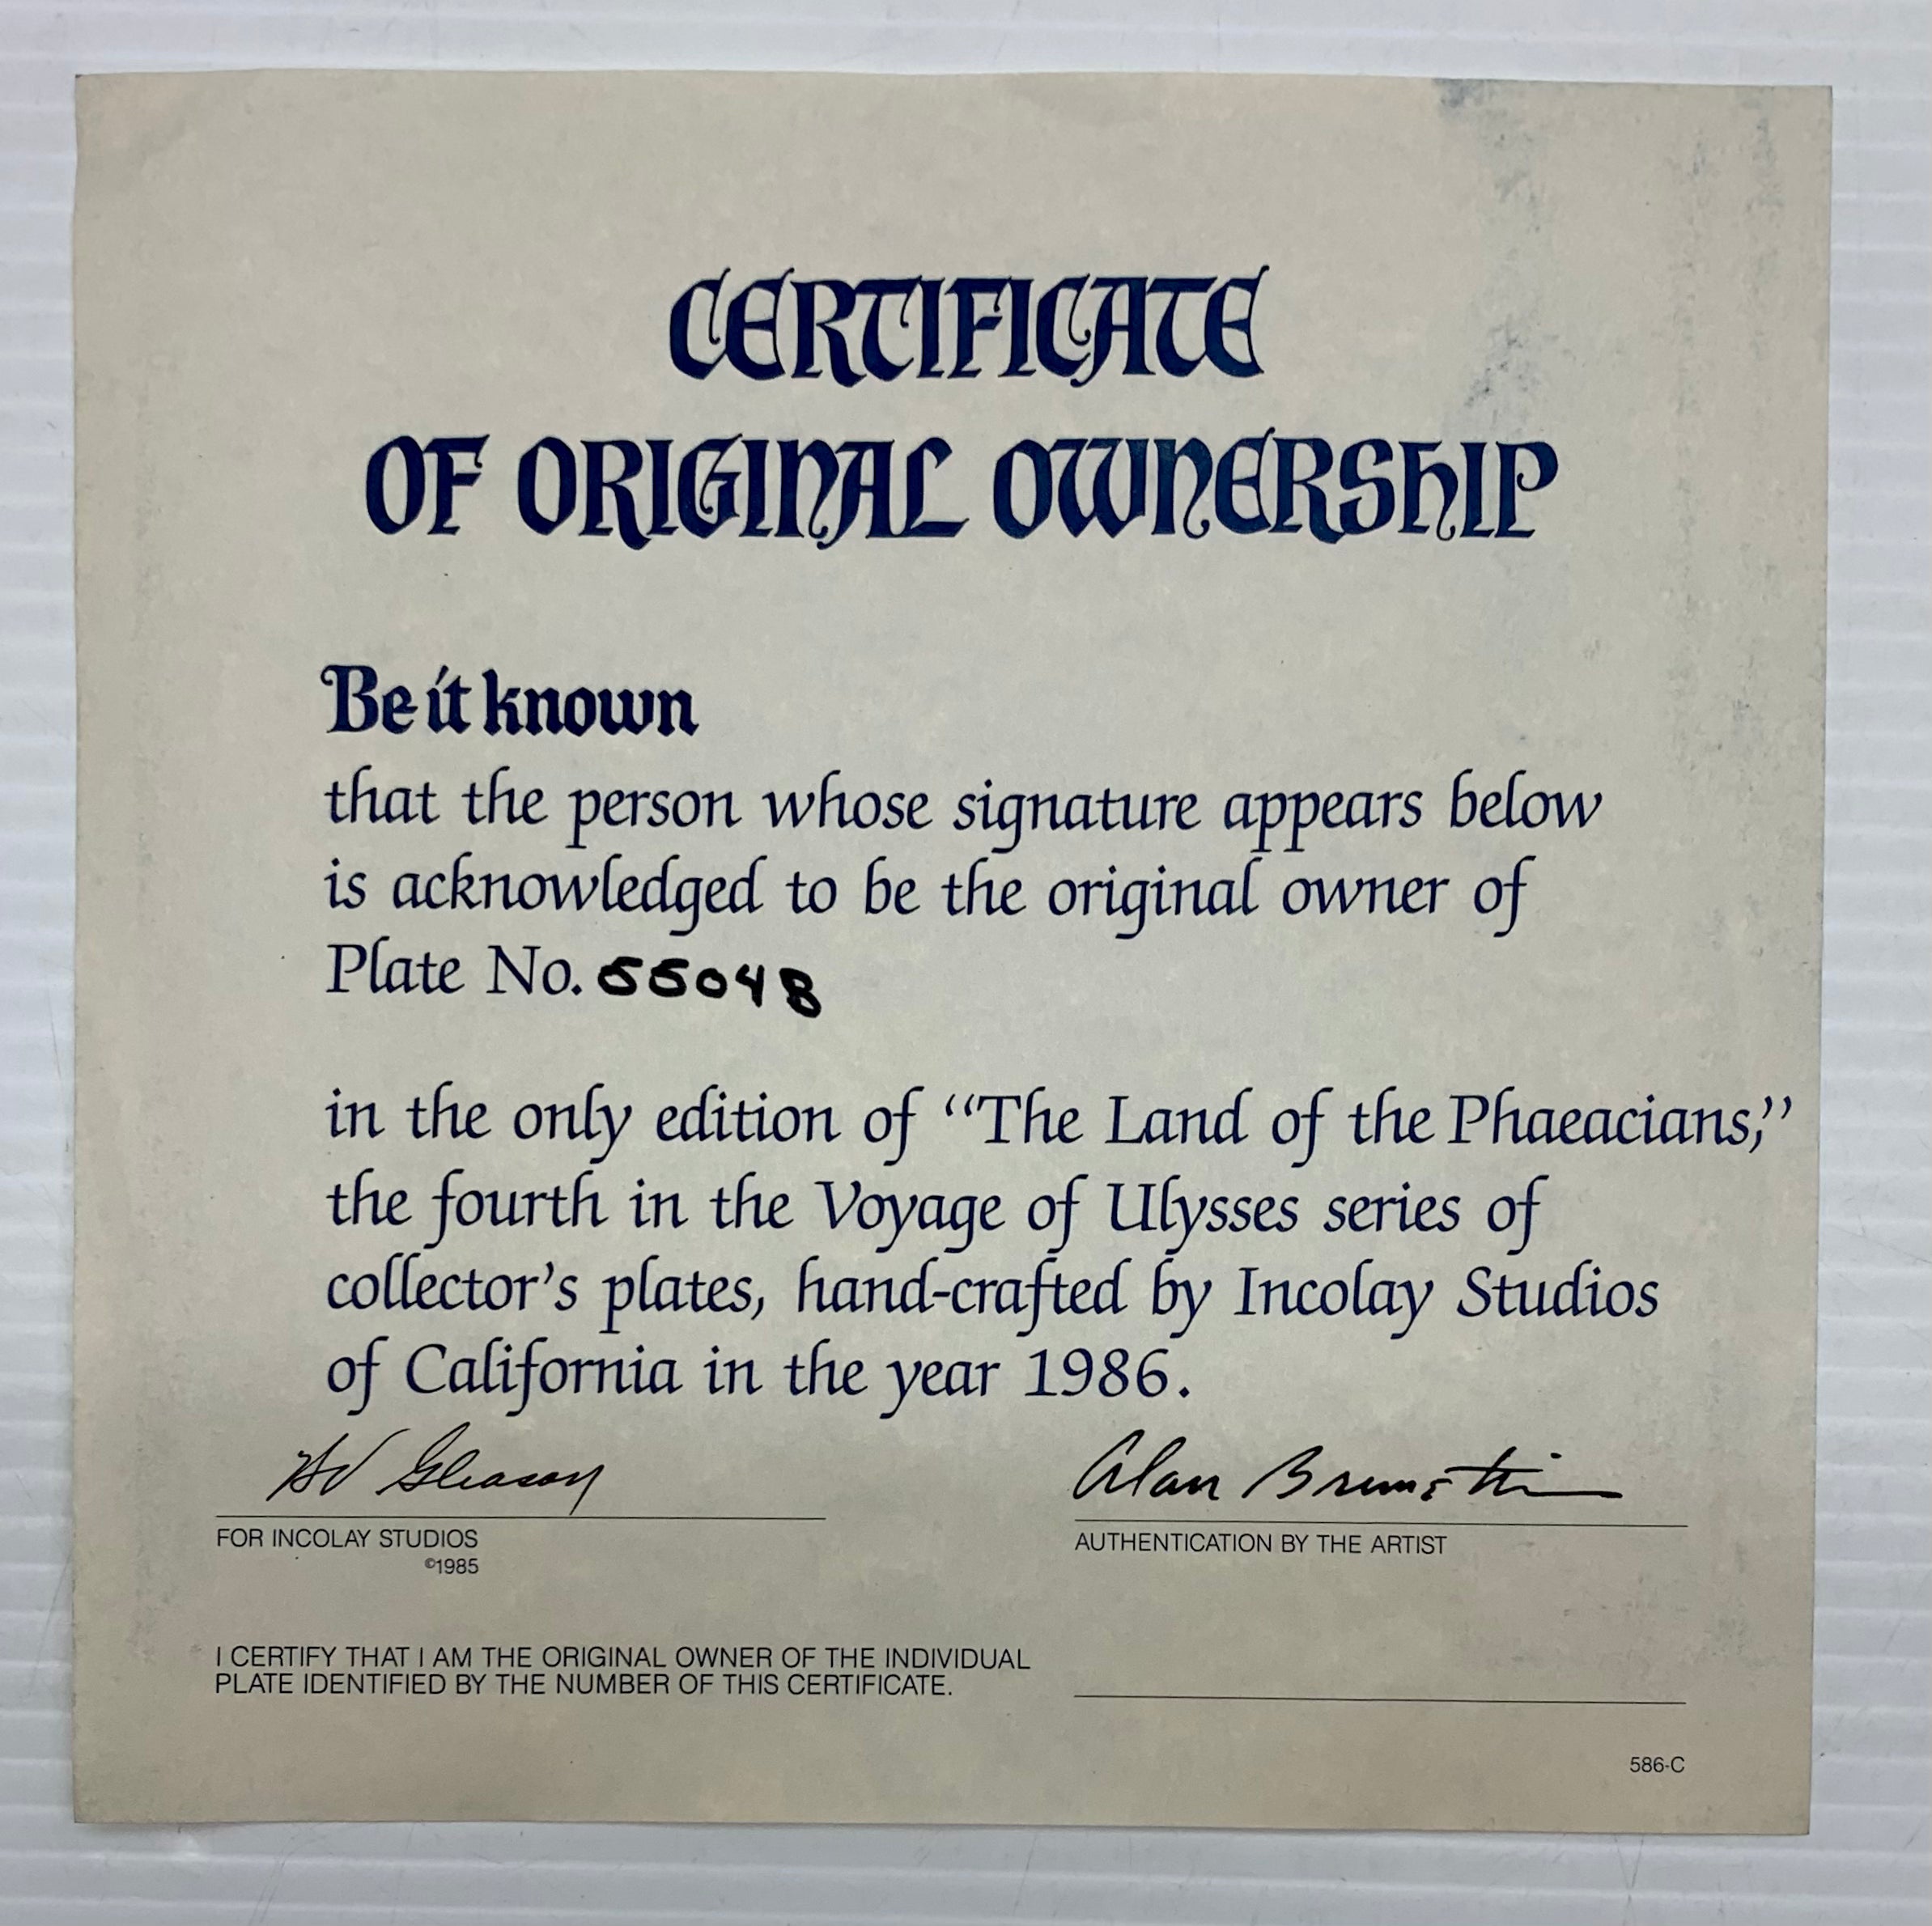 CERTIFICATE
OF ORIGINAL OWNERSHIP
Be it known
that the person whose signature appears below
is acknowledged to be the original owner of
Plate No. 55048
in the only edition of “The Land of the Phaeacians,”
the fourth in the Voyage of Ulysses series of
collector’s plates, hand-crafted by Incolay Studios
of California in the year 1986.
Gleason Alan
FOR INCOLAY STUDIOS AUTHENTICATION BY THE ARTIST
©1985
I CERTIFY THAT I AM THE ORIGINAL OWNER OF THE INDIVIDUAL
PLATE IDENTIFIED BY THE NUMBER OF THIS CERTIFICATE.
586-C